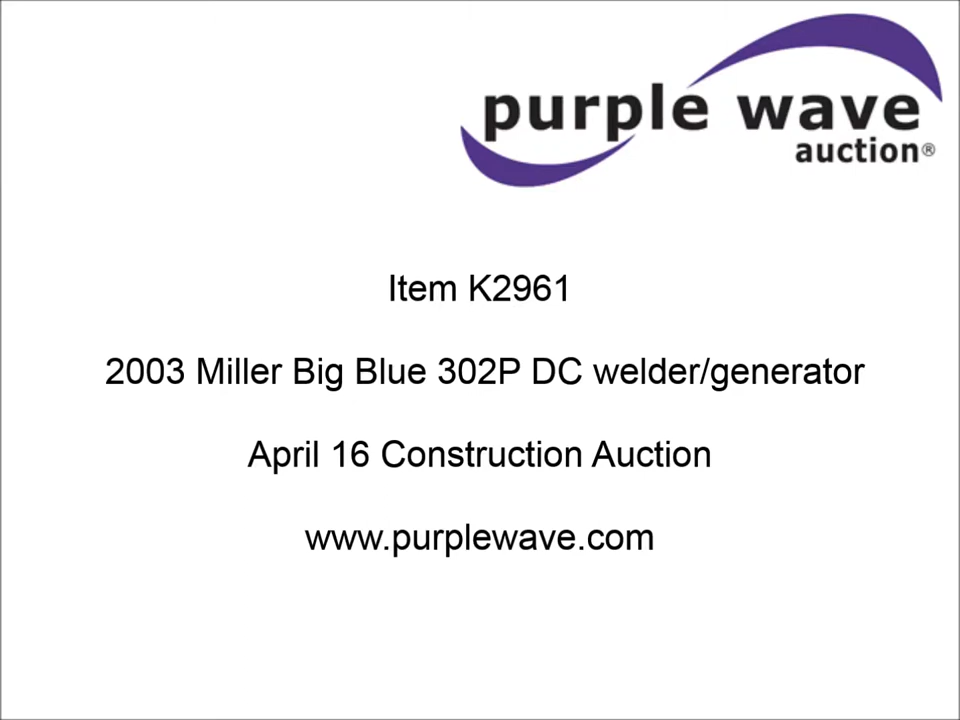 purple wave
auction®
Item K2961
2003 Miller Big Blue 302P DC welder/generator
April 16 Construction Auction
www.purplewave.com